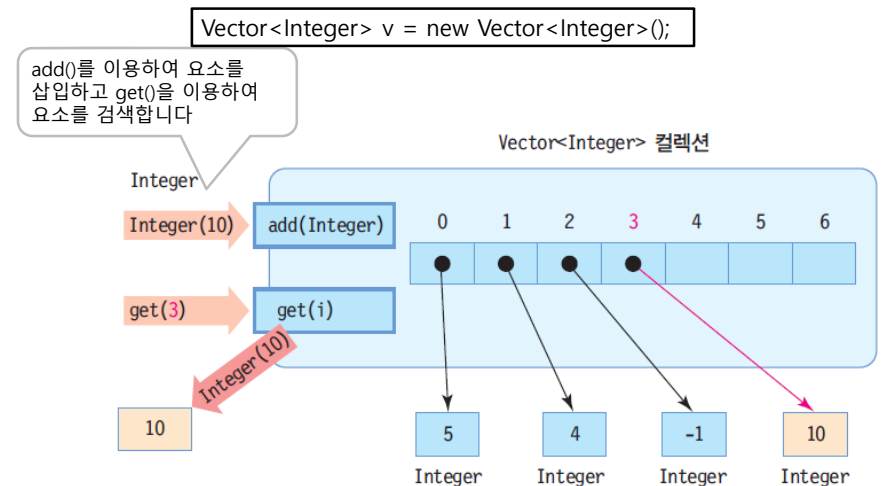 Vector<Integer> v = new Vector<Integer>();
add()를 이용하여 요소를
삽입하고 get()을 이용하여
요소를 검색합니다
Vector<Integer> 컬렉션
Integer
Integer(10)
add(Integer)
0 1 2 3 4 5 6
get(3)
get(i)
Integer(10)
10
5 4 -1 10
Integer Integer Integer Integer